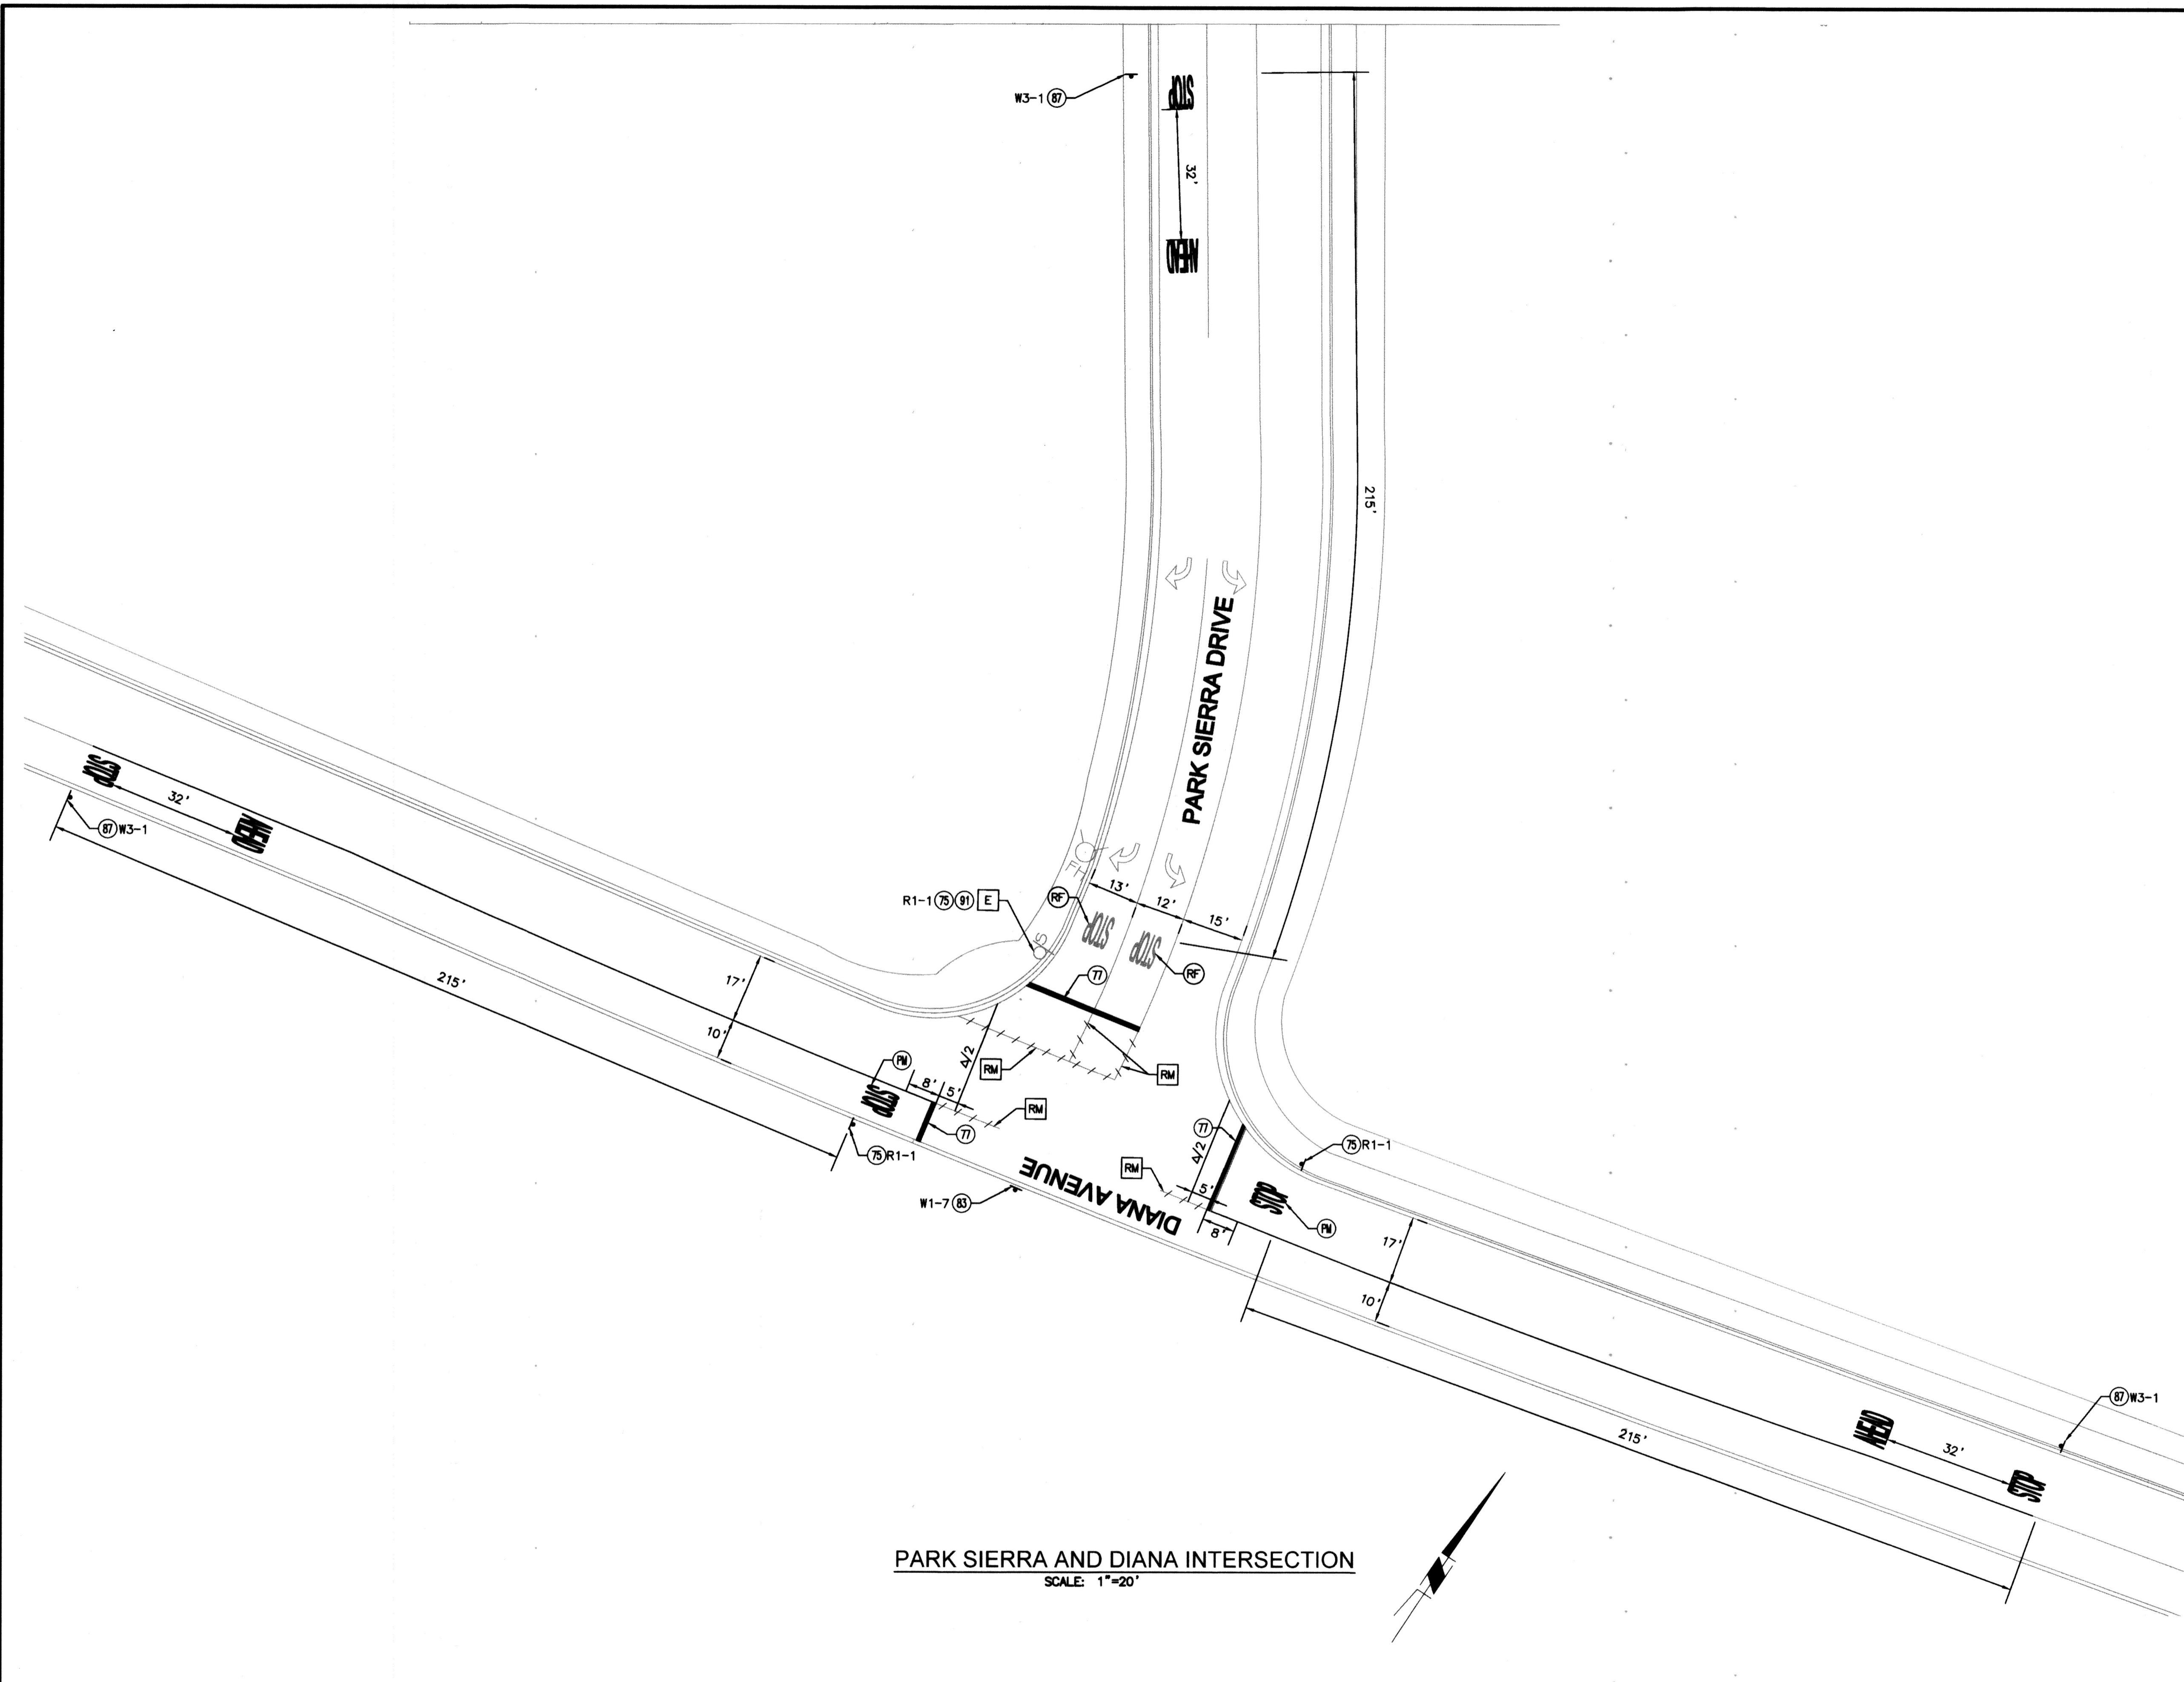 W3-1 87
STOP
32'
AHEAD
215'
PARK SIERRA DRIVE
STOP
32'
AHEAD
87 W3-1
215'
17'
10'
FH
R1-1 75 91 E
RF
13'
12'
15'
STOP
STOP
RF
S
77
Δ/2
RM
RM
PM
8'
5'
STOP
RM
77
75 R1-1
W1-7 83
DIANA AVENUE
77
Δ/2
RM
5'
8'
75 R1-1
STOP
PM
17'
10'
215'
AHEAD
32'
STOP
87 W3-1
PARK SIERRA AND DIANA INTERSECTION
SCALE: 1"=20'